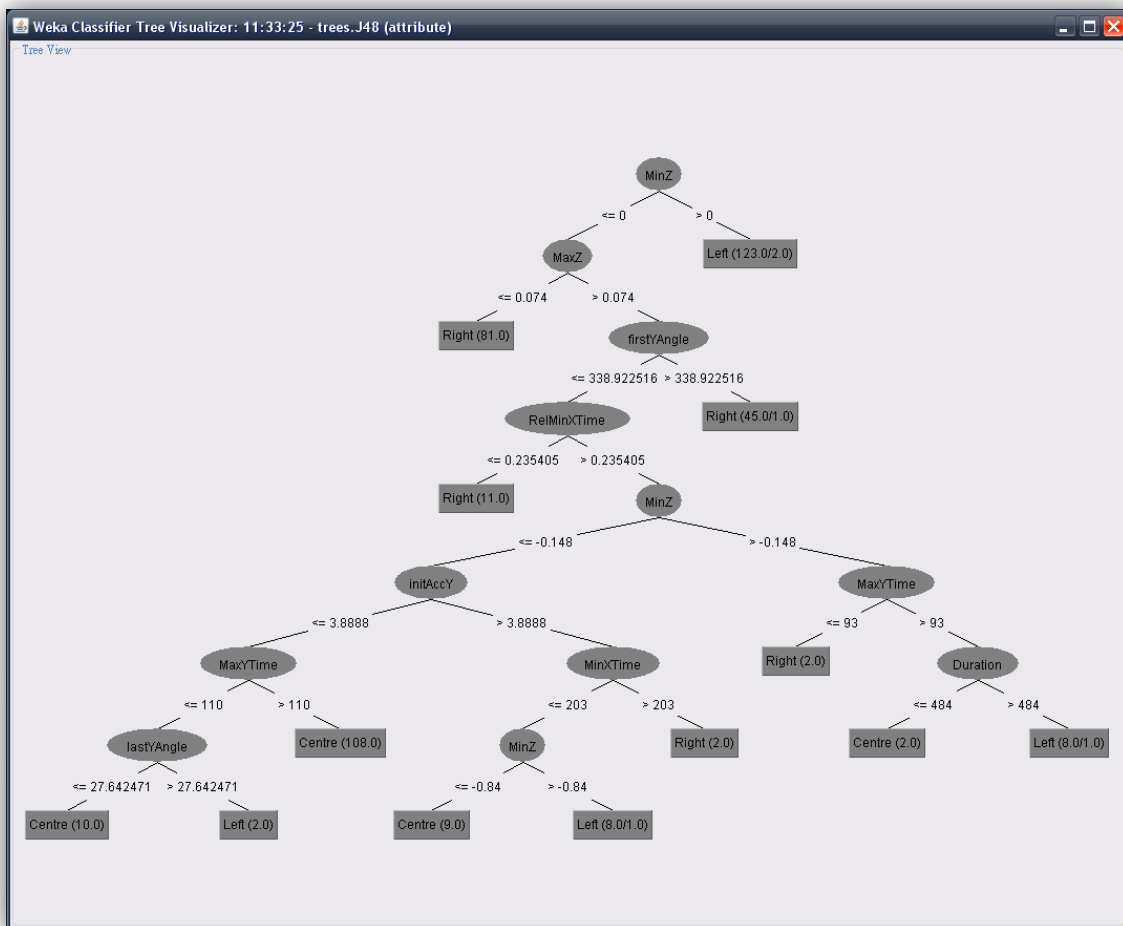 Weka Classifier Tree Visualizer: 11:33:25 - trees.J48 (attribute)
Tree View
MinZ
<= 0
> 0
MaxZ
Left (123.0/2.0)
<= 0.074
> 0.074
Right (81.0)
firstYAngle
<= 338.922516
> 338.922516
RelMinXTime
Right (45.0/1.0)
<= 0.235405
> 0.235405
Right (11.0)
MinZ
<= -0.148
> -0.148
initAccY
MaxYTime
<= 3.8888
> 3.8888
<= 93
> 93
MaxYTime
MinXTime
Right (2.0)
Duration
<= 110
> 110
<= 203
> 203
<= 484
> 484
lastYAngle
Centre (108.0)
MinZ
Right (2.0)
Centre (2.0)
Left (8.0/1.0)
<= 27.642471
> 27.642471
<= -0.84
> -0.84
Centre (10.0)
Left (2.0)
Centre (9.0)
Left (8.0/1.0)